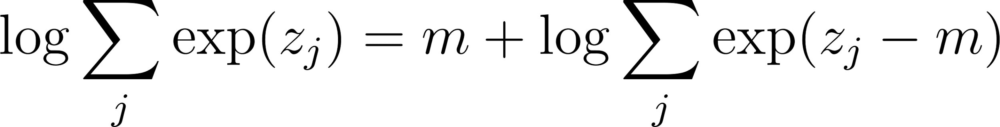 log ∑_j exp(z_j) = m + log ∑_j exp(z_j − m)